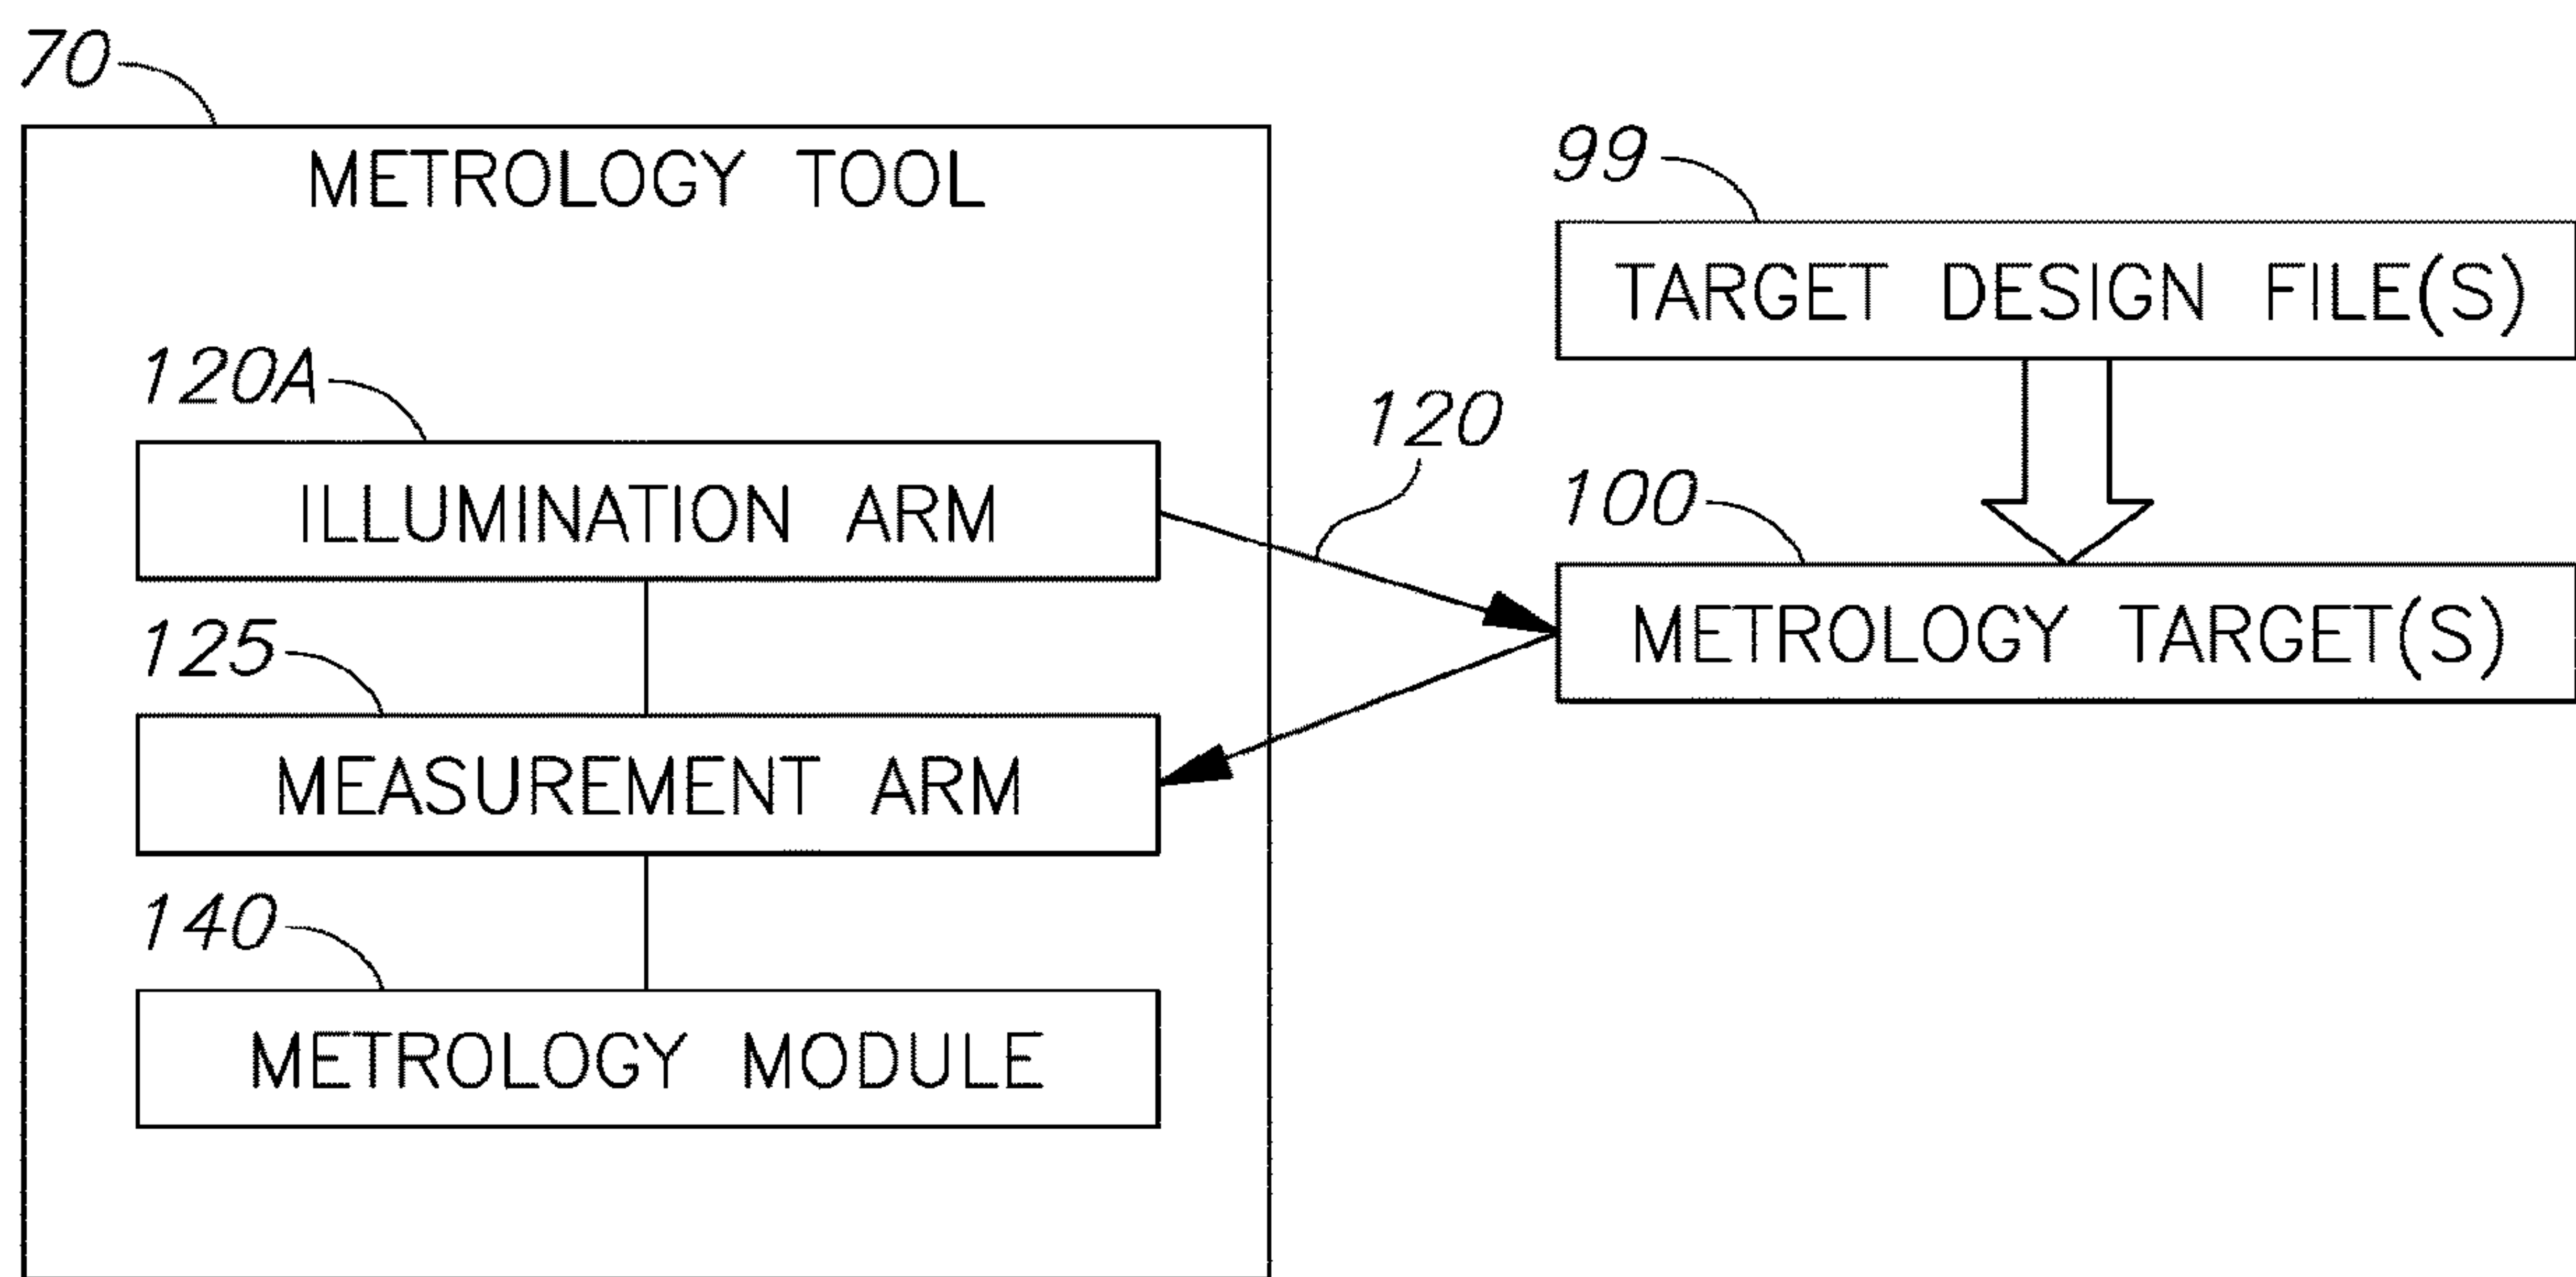 70
METROLOGY TOOL
99
TARGET DESIGN FILE(S)
120A
120
ILLUMINATION ARM
100
METROLOGY TARGET(S)
125
MEASUREMENT ARM
140
METROLOGY MODULE